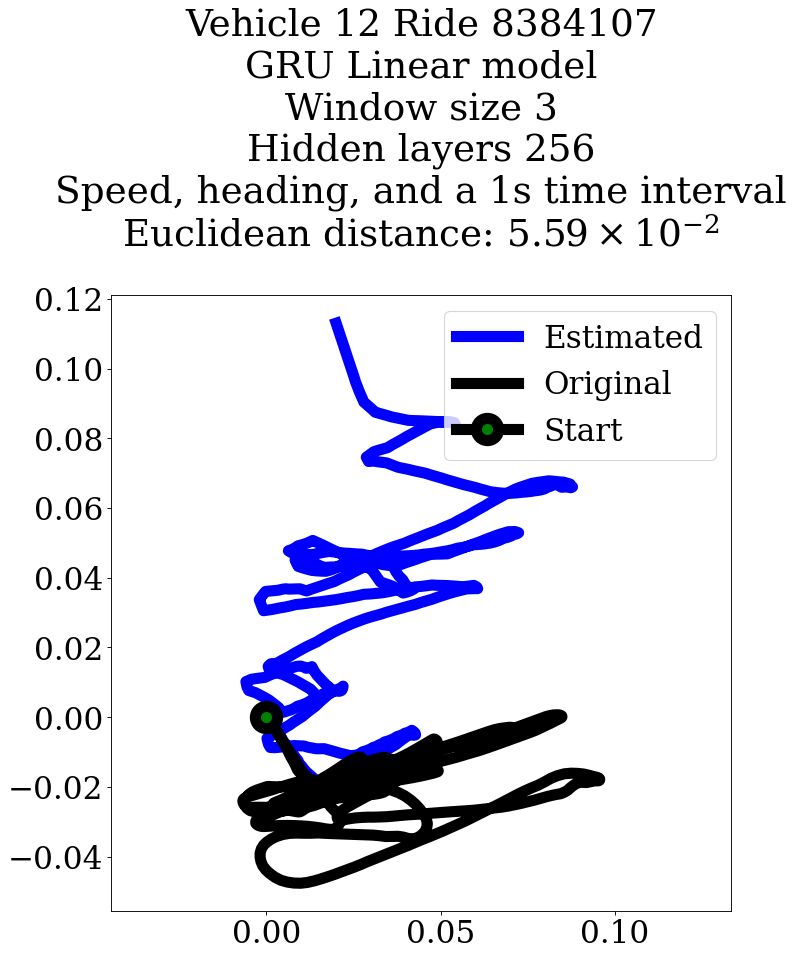 Vehicle 12 Ride 8384107
GRU Linear model
Window size 3
Hidden layers 256
Speed, heading, and a 1s time interval
Euclidean distance: 5.59 × 10⁻²
0.12
Estimated
0.10
Original
0.08
Start
0.06
0.04
0.02
0.00
−0.02
−0.04
0.00 0.05 0.10